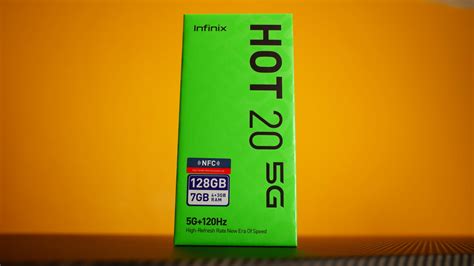 Infinix
HOT 20 5G
NFC
128GB
7GB 4+3GB RAM
5G+120Hz
High-Refresh Rate New Era Of Speed